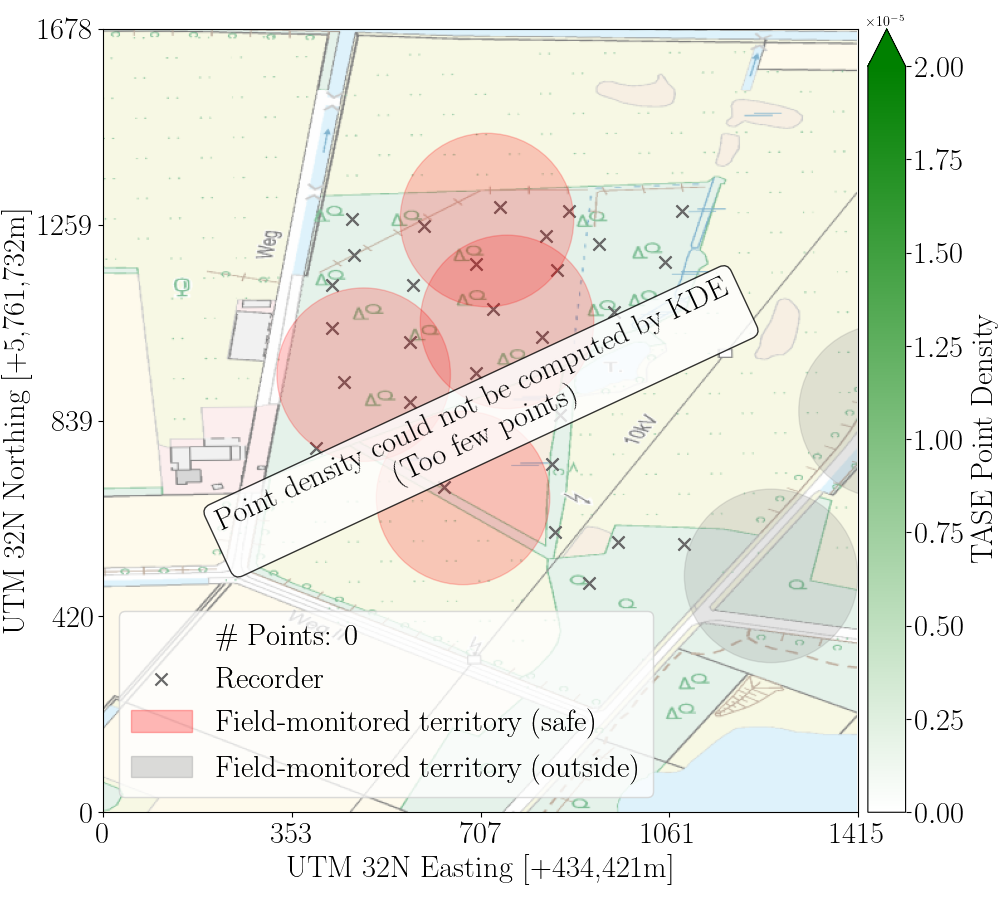 ×10⁻⁵
1678
1259
839
420
0
UTM 32N Northing [+5,761,732m]
0
353
707
1061
1415
UTM 32N Easting [+434,421m]
Weg
10kV
Point density could not be computed by KDE
(Too few points)
# Points: 0
Recorder
Field-monitored territory (safe)
Field-monitored territory (outside)
2.00
1.75
1.50
1.25
1.00
0.75
0.50
0.25
0.00
TASE Point Density